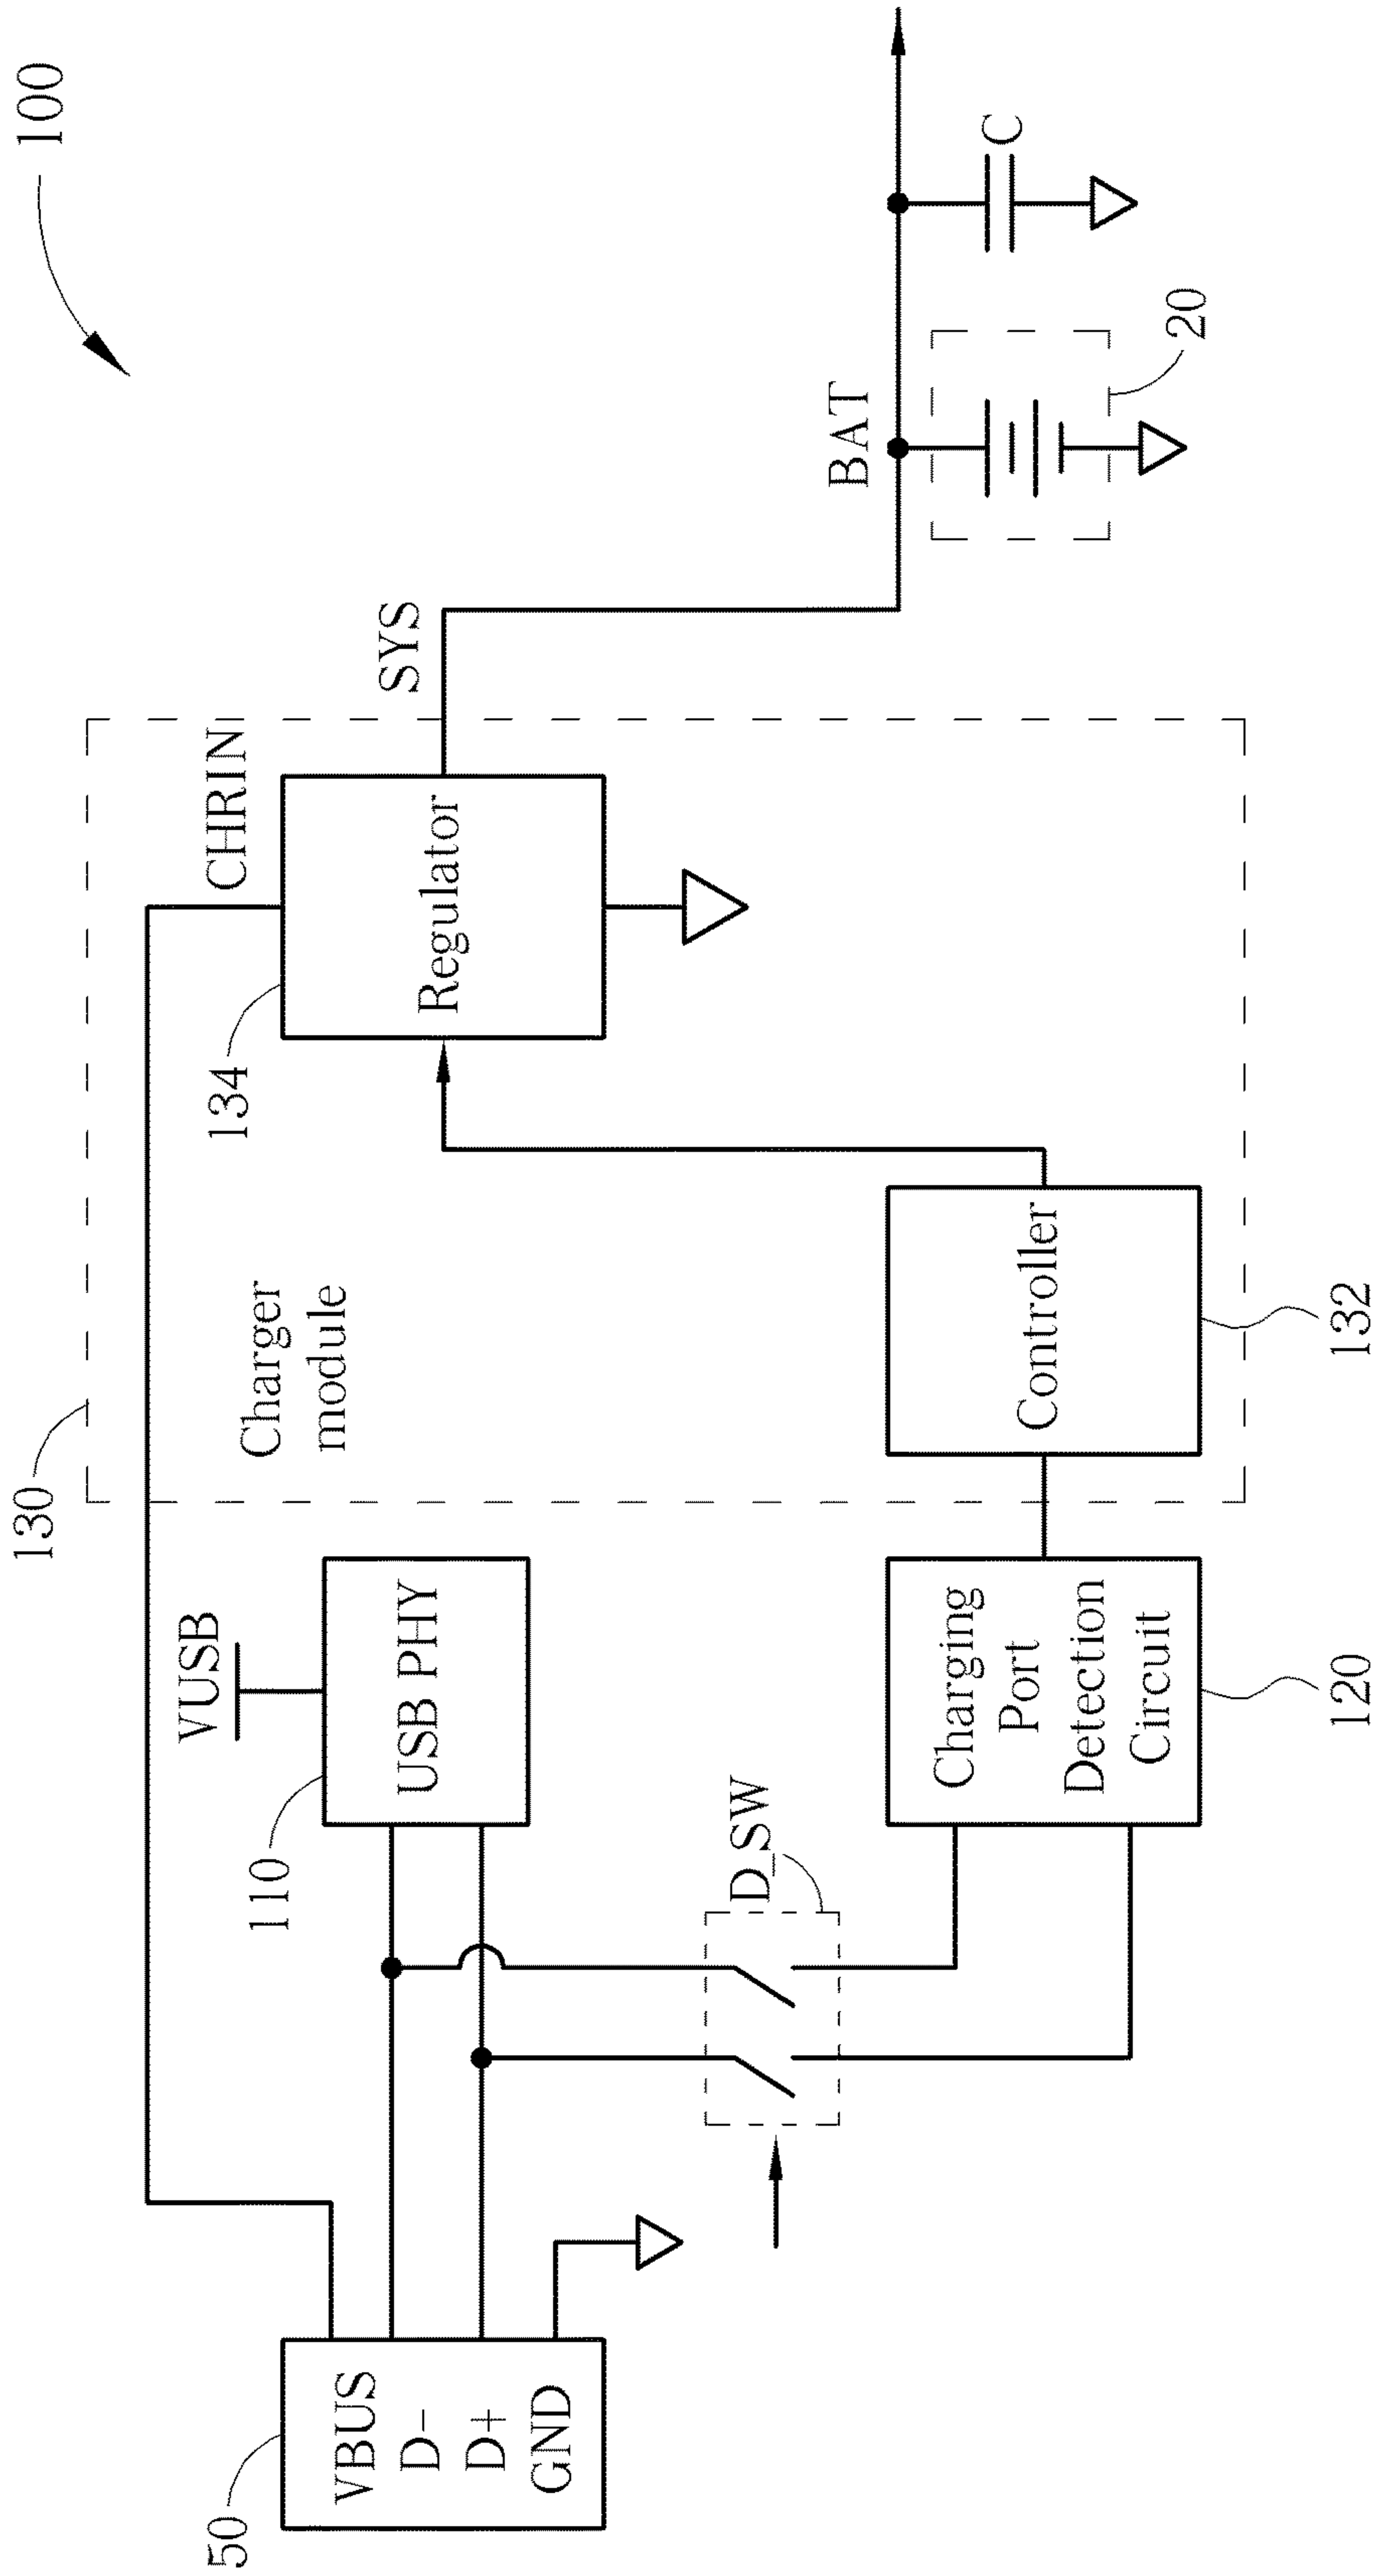 100
130
CHRIN
134
Regulator
SYS
BAT
C
20
Charger
module
VUSB
110
USB PHY
50
VBUS
D-
D+
GND
D_SW
Charging
Port
Detection
Circuit
120
Controller
132